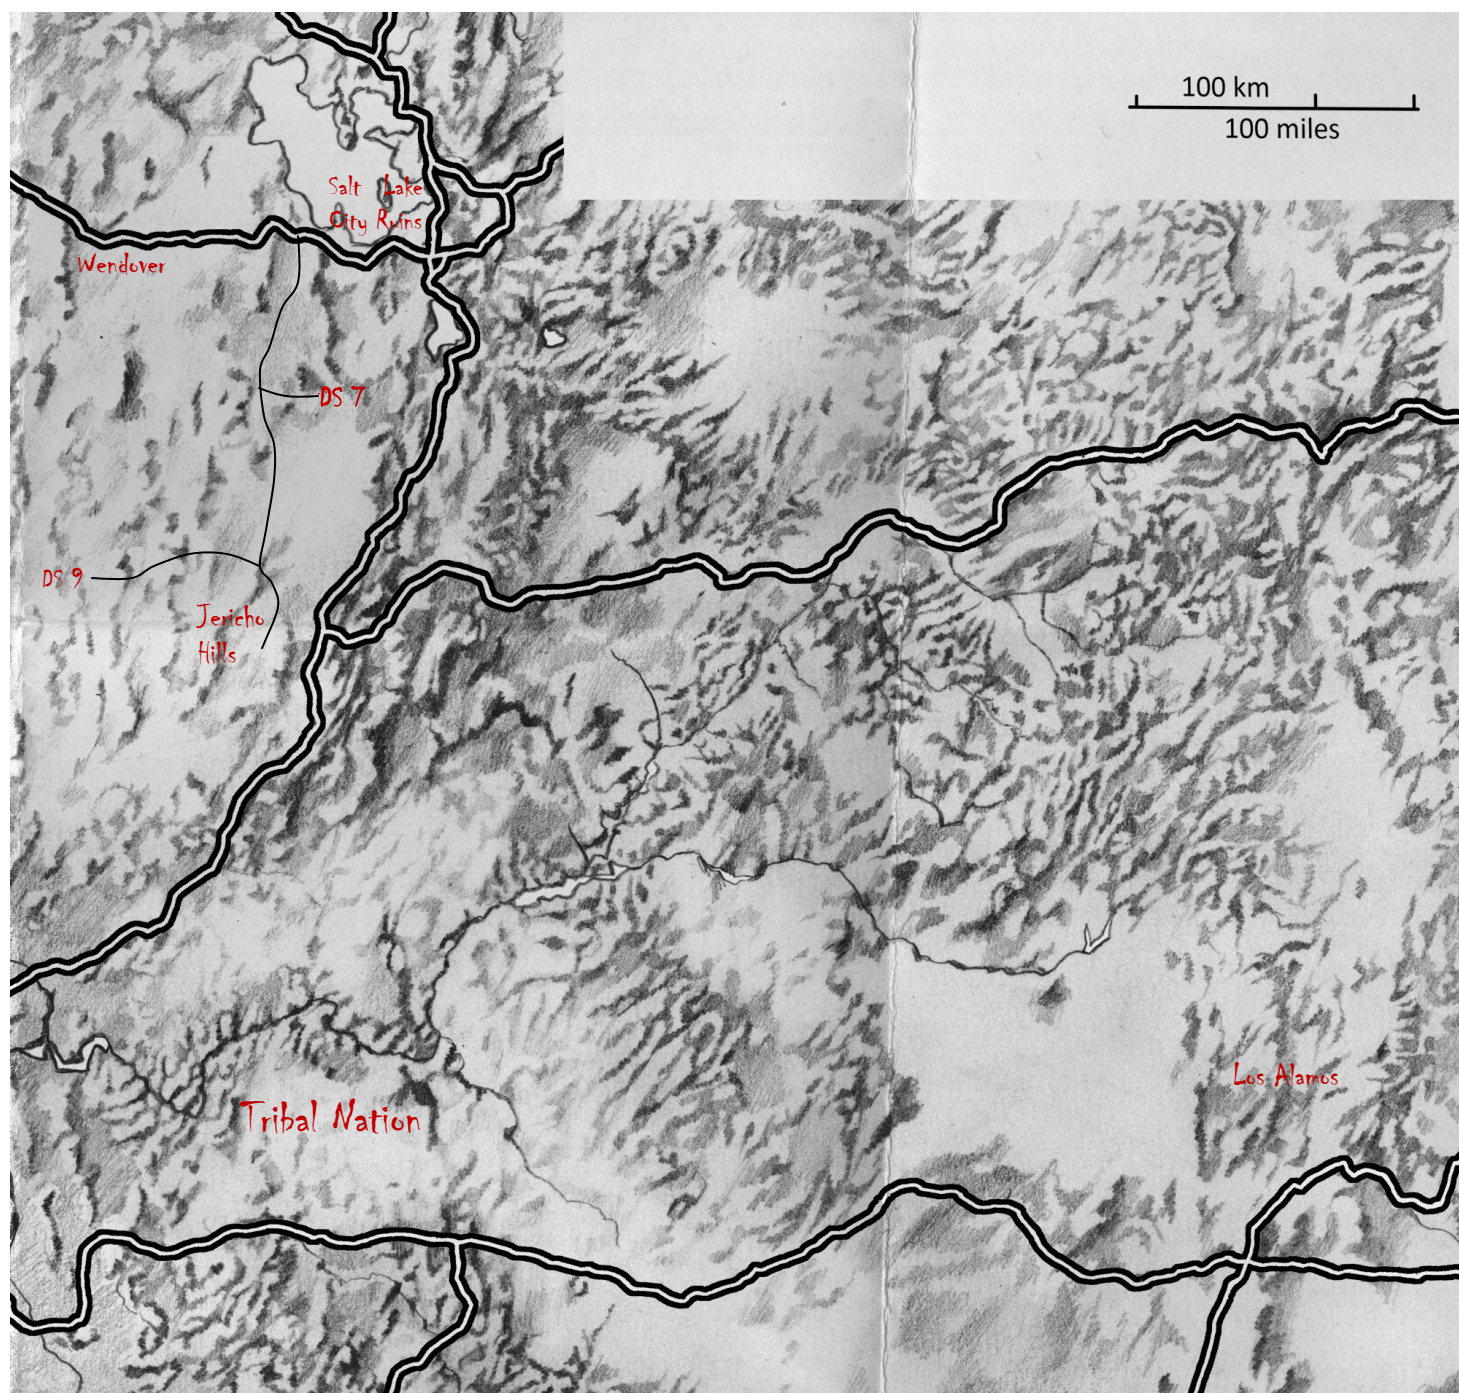 100 km
100 miles
Salt Lake
City Ruins
Wendover
DS 7
DS 9
Jericho
Hills
Los Alamos
Tribal Nation